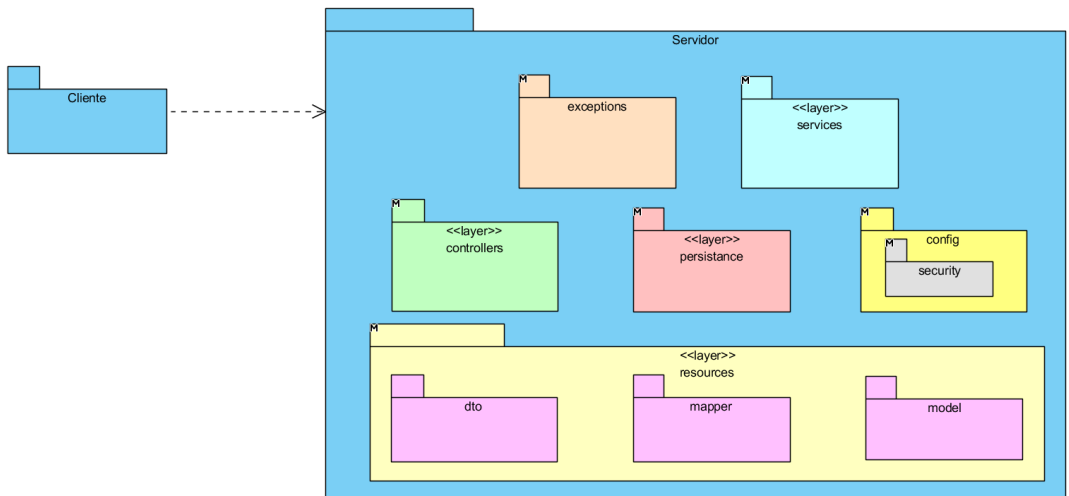 Servidor
Cliente
M
exceptions
M
<<layer>>
services
M
<<layer>>
controllers
M
<<layer>>
persistance
M
config
M
security
M
<<layer>>
resources
dto
mapper
model